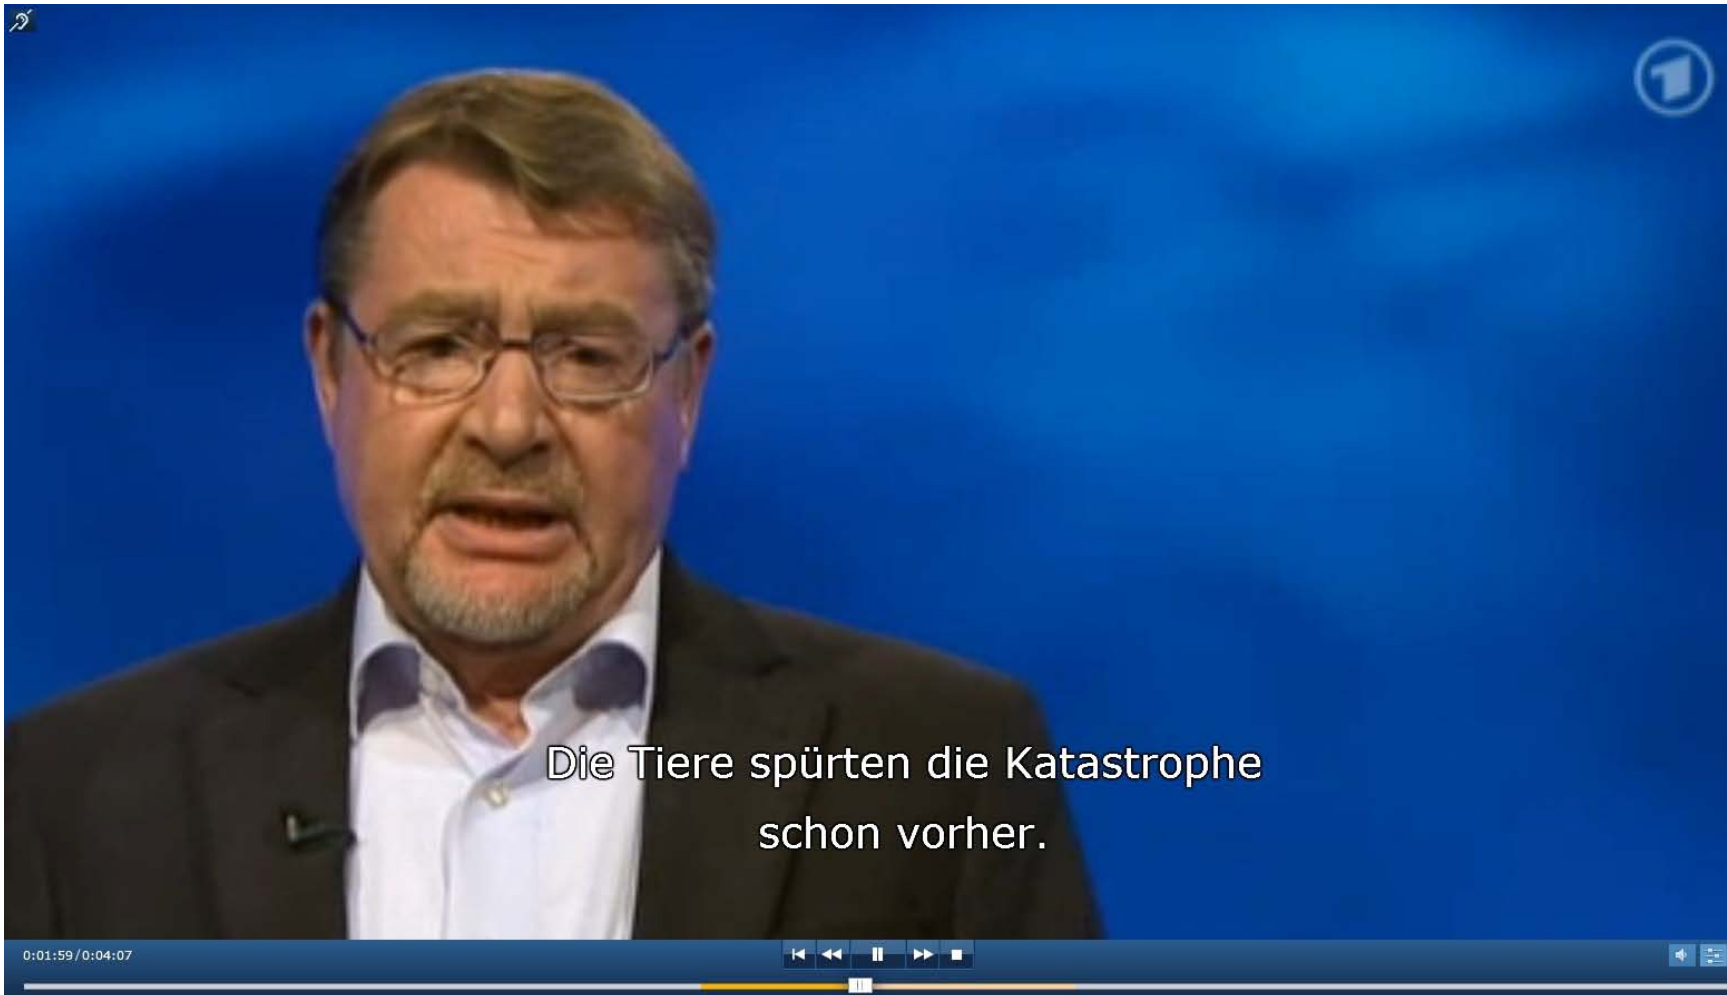 Die Tiere spürten die Katastrophe
schon vorher.
0:01:59/0:04:07